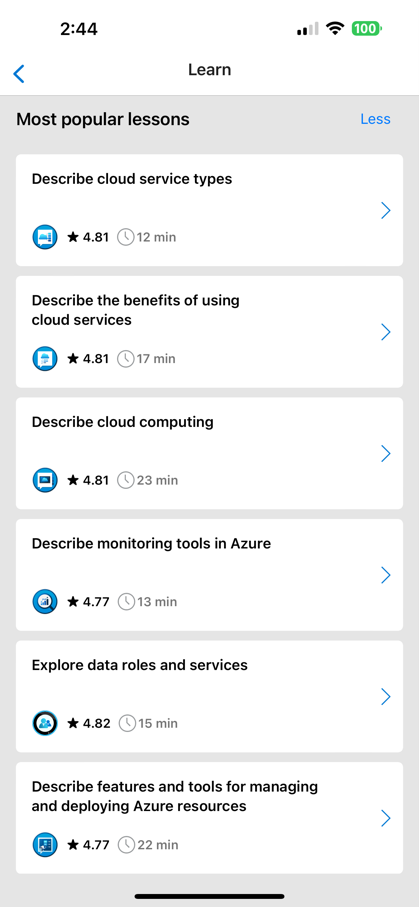 2:44
100
Learn
Most popular lessons
Less
Describe cloud service types
4.81 12 min
Describe the benefits of using
cloud services
4.81 17 min
Describe cloud computing
4.81 23 min
Describe monitoring tools in Azure
4.77 13 min
Explore data roles and services
4.82 15 min
Describe features and tools for managing
and deploying Azure resources
4.77 22 min